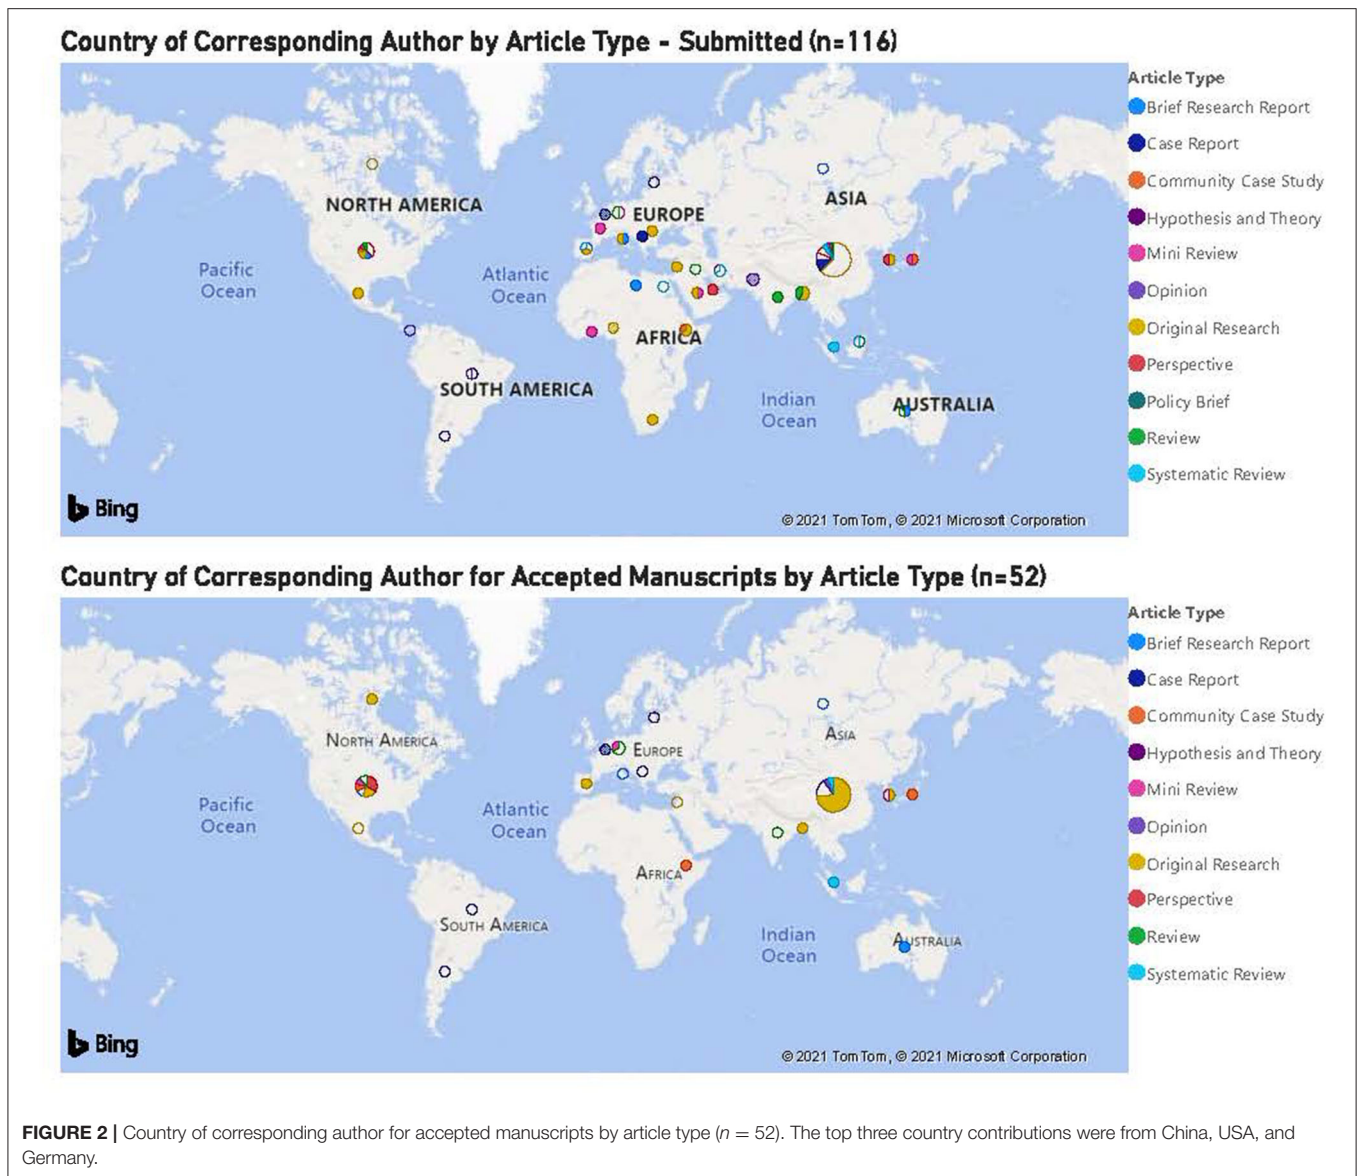 Country of Corresponding Author by Article Type - Submitted (n=116)
Article Type
Brief Research Report
Case Report
Community Case Study
Hypothesis and Theory
Mini Review
Opinion
Original Research
Perspective
Policy Brief
Review
Systematic Review
NORTH AMERICA
EUROPE
ASIA
Pacific
Ocean
Atlantic
Ocean
AFRICA
SOUTH AMERICA
Indian
Ocean
AUSTRALIA
Bing
© 2021 TomTom, © 2021 Microsoft Corporation
Country of Corresponding Author for Accepted Manuscripts by Article Type (n=52)
Article Type
Brief Research Report
Case Report
Community Case Study
Hypothesis and Theory
Mini Review
Opinion
Original Research
Perspective
Review
Systematic Review
NORTH AMERICA
EUROPE
ASIA
Pacific
Ocean
Atlantic
Ocean
AFRICA
SOUTH AMERICA
Indian
Ocean
AUSTRALIA
Bing
© 2021 TomTom, © 2021 Microsoft Corporation
FIGURE 2 | Country of corresponding author for accepted manuscripts by article type (n = 52). The top three country contributions were from China, USA, and
Germany.